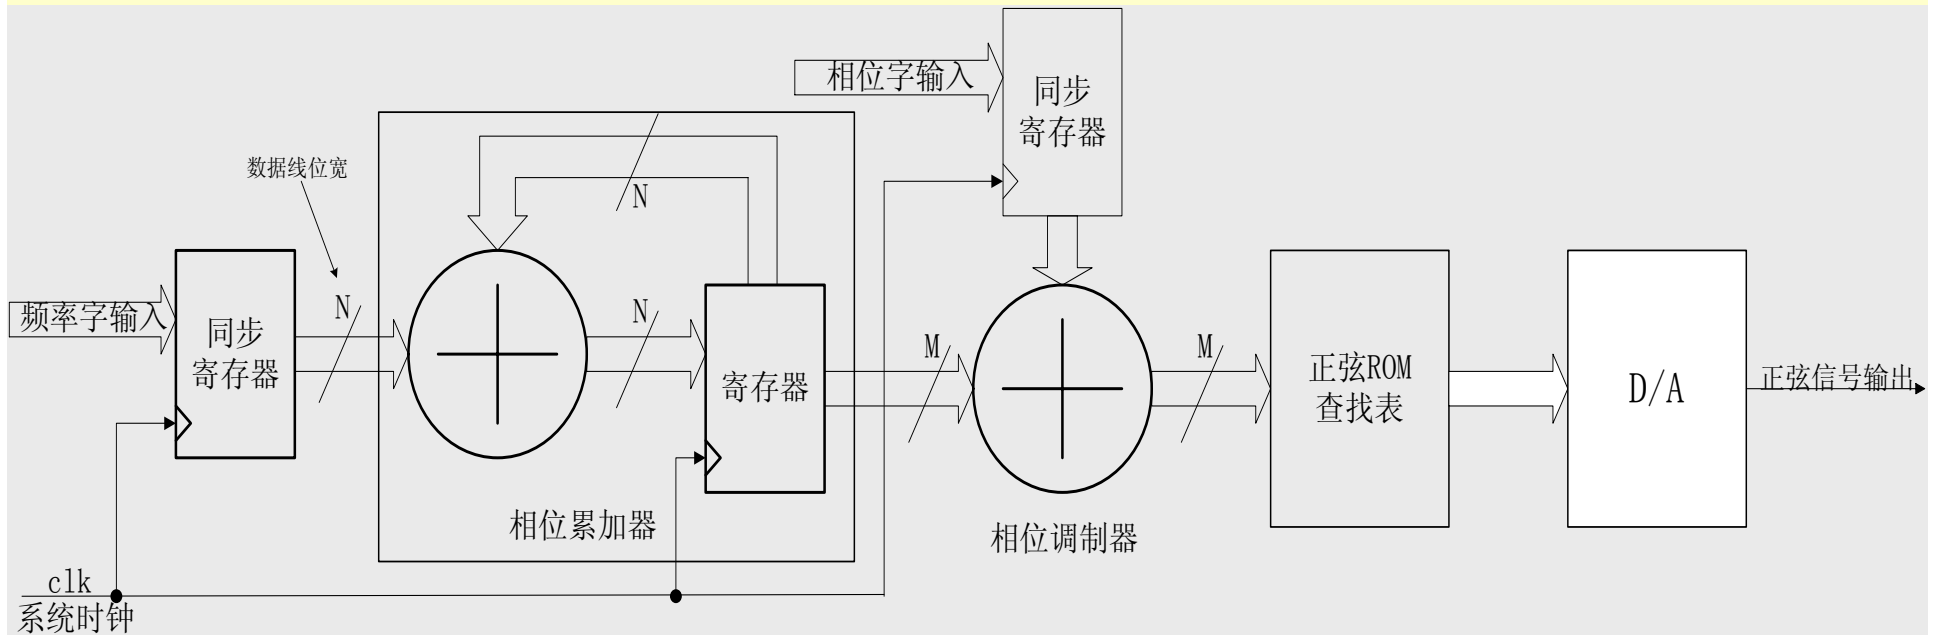 相位字输入
同步
寄存器
数据线位宽
N
频率字输入
同步
寄存器
N
N
寄存器
相位累加器
M
相位调制器
M
正弦ROM
查找表
D/A
正弦信号输出
clk
系统时钟